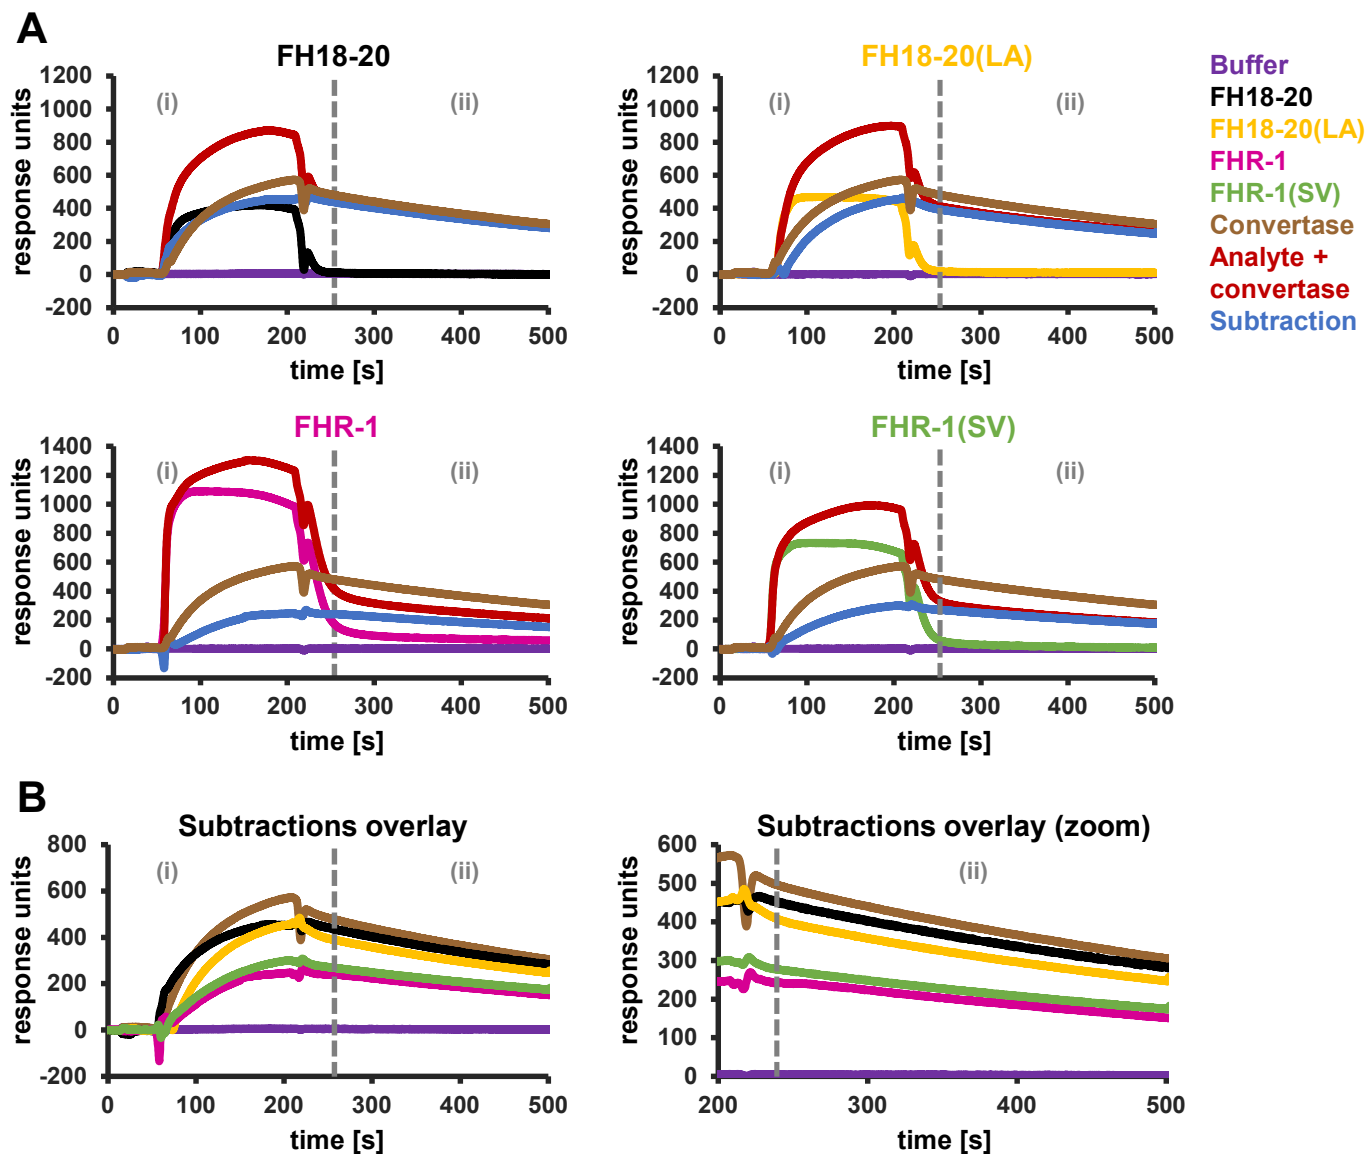 A
FH18-20
1200
1000
800
600
400
200
0
-200
response units
(i)
(ii)
0
100
200
300
400
500
time [s]
FH18-20(LA)
1200
1000
800
600
400
200
0
-200
response units
(i)
(ii)
0
100
200
300
400
500
time [s]
Buffer
FH18-20
FH18-20(LA)
FHR-1
FHR-1(SV)
Convertase
Analyte +
convertase
Subtraction
FHR-1
1400
1200
1000
800
600
400
200
0
-200
response units
(i)
(ii)
0
100
200
300
400
500
time [s]
FHR-1(SV)
1400
1200
1000
800
600
400
200
0
-200
response units
(i)
(ii)
0
100
200
300
400
500
time [s]
B
Subtractions overlay
800
600
400
200
0
-200
response units
(i)
(ii)
0
100
200
300
400
500
time [s]
Subtractions overlay (zoom)
600
500
400
300
200
100
0
response units
(ii)
200
300
400
500
time [s]